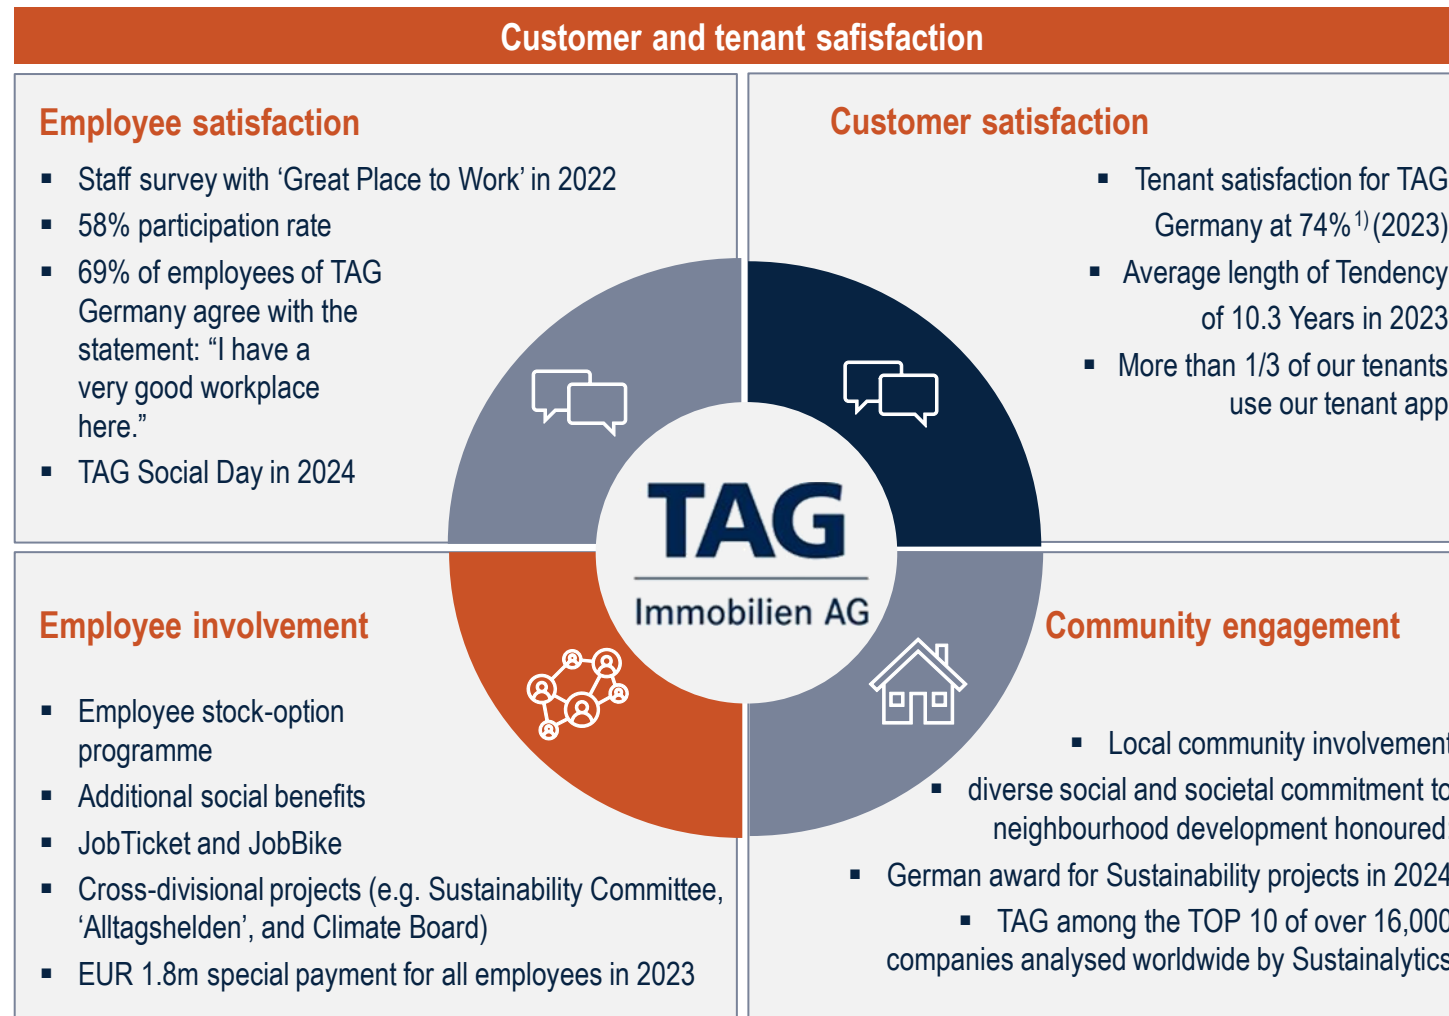 Customer and tenant safisfaction
Employee satisfaction
▪ Staff survey with ‘Great Place to Work’ in 2022
▪ 58% participation rate
▪ 69% of employees of TAG
Germany agree with the
statement: “I have a
very good workplace
here.”
▪ TAG Social Day in 2024
Customer satisfaction
▪ Tenant satisfaction for TAG
Germany at 74% 1) (2023)
▪ Average length of Tendency
of 10.3 Years in 2023
▪ More than 1/3 of our tenants
use our tenant app
TAG
Immobilien AG
Employee involvement
▪ Employee stock-option
programme
▪ Additional social benefits
▪ JobTicket and JobBike
▪ Cross-divisional projects (e.g. Sustainability Committee,
‘Alltagshelden’, and Climate Board)
▪ EUR 1.8m special payment for all employees in 2023
Community engagement
▪ Local community involvement
▪ diverse social and societal commitment to
neighbourhood development honoured:
▪ German award for Sustainability projects in 2024
▪ TAG among the TOP 10 of over 16,000
companies analysed worldwide by Sustainalytics